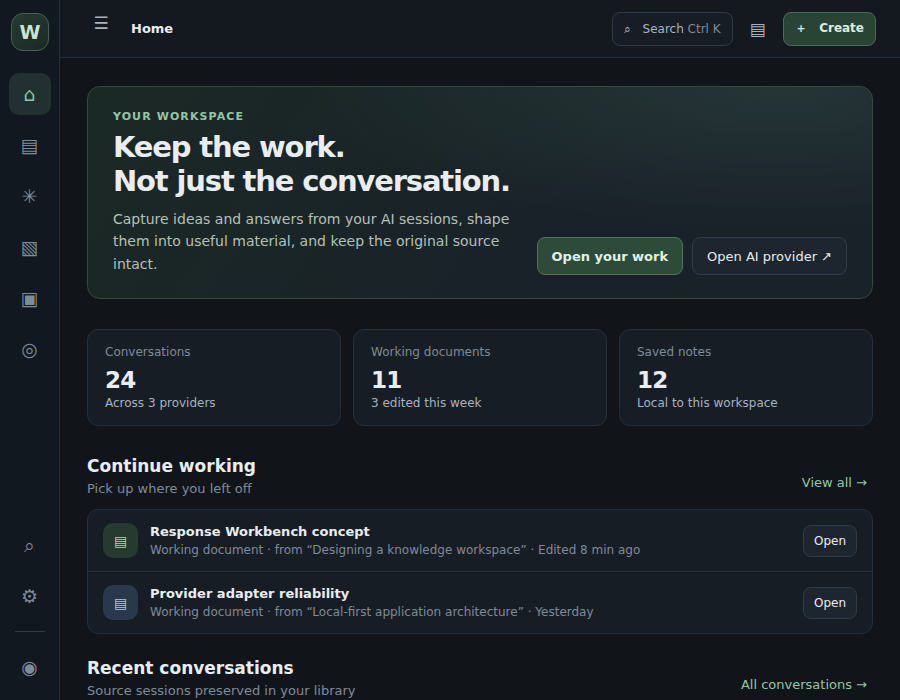 W
Home
Search Ctrl K
+ Create
YOUR WORKSPACE
Keep the work.
Not just the conversation.
Capture ideas and answers from your AI sessions, shape
them into useful material, and keep the original source
intact.
Open your work
Open AI provider ↗
Conversations
24
Across 3 providers
Working documents
11
3 edited this week
Saved notes
12
Local to this workspace
Continue working
Pick up where you left off
View all →
Response Workbench concept
Working document · from “Designing a knowledge workspace” · Edited 8 min ago
Open
Provider adapter reliability
Working document · from “Local-first application architecture” · Yesterday
Open
Recent conversations
Source sessions preserved in your library
All conversations →